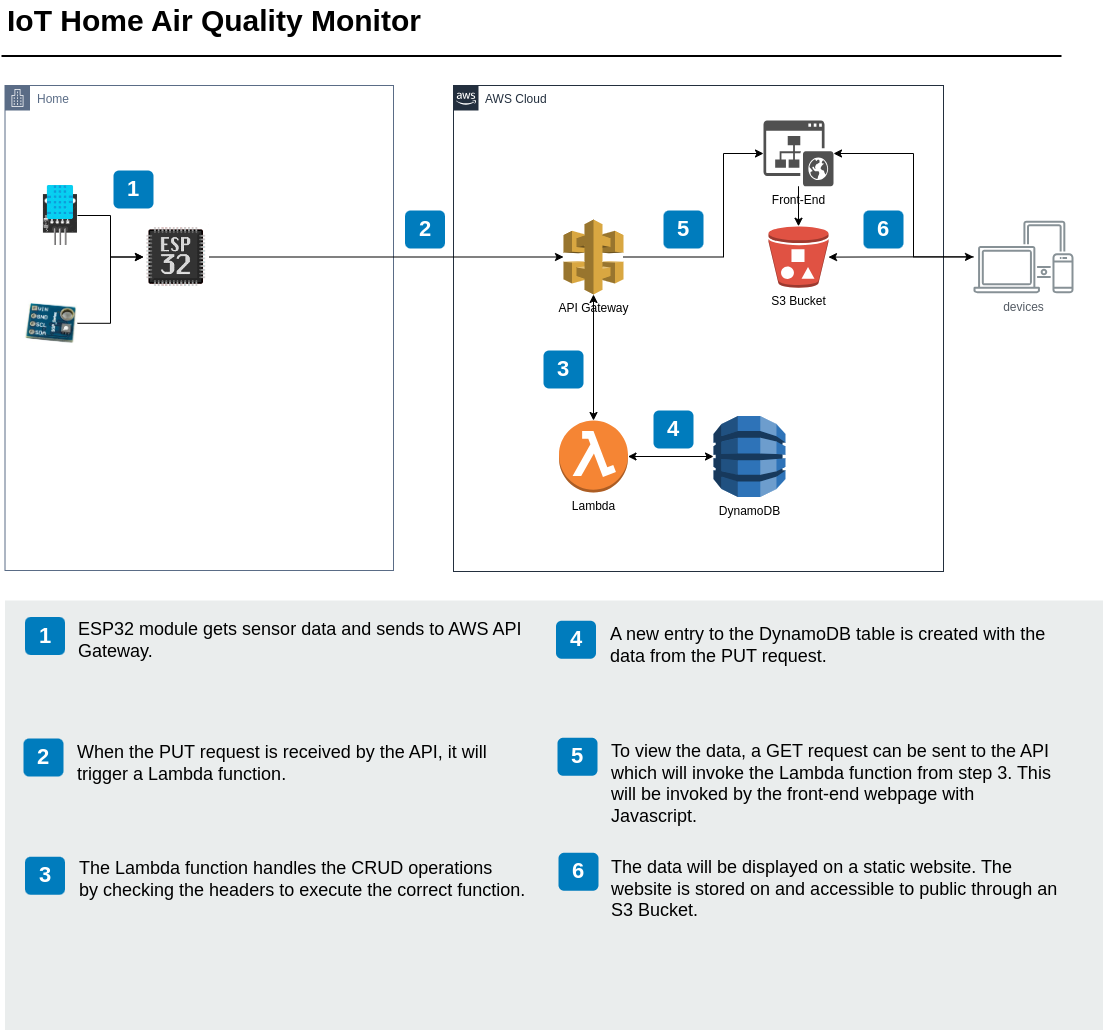 IoT Home Air Quality Monitor
Home
aws
AWS Cloud
1
ESP
32
2
API Gateway
3
Lambda
4
DynamoDB
5
Front-End
S3 Bucket
6
devices
VIN
GND
SCL
SDA
1
ESP32 module gets sensor data and sends to AWS API
Gateway.
2
When the PUT request is received by the API, it will
trigger a Lambda function.
3
The Lambda function handles the CRUD operations
by checking the headers to execute the correct function.
4
A new entry to the DynamoDB table is created with the
data from the PUT request.
5
To view the data, a GET request can be sent to the API
which will invoke the Lambda function from step 3. This
will be invoked by the front-end webpage with
Javascript.
6
The data will be displayed on a static website. The
website is stored on and accessible to public through an
S3 Bucket.